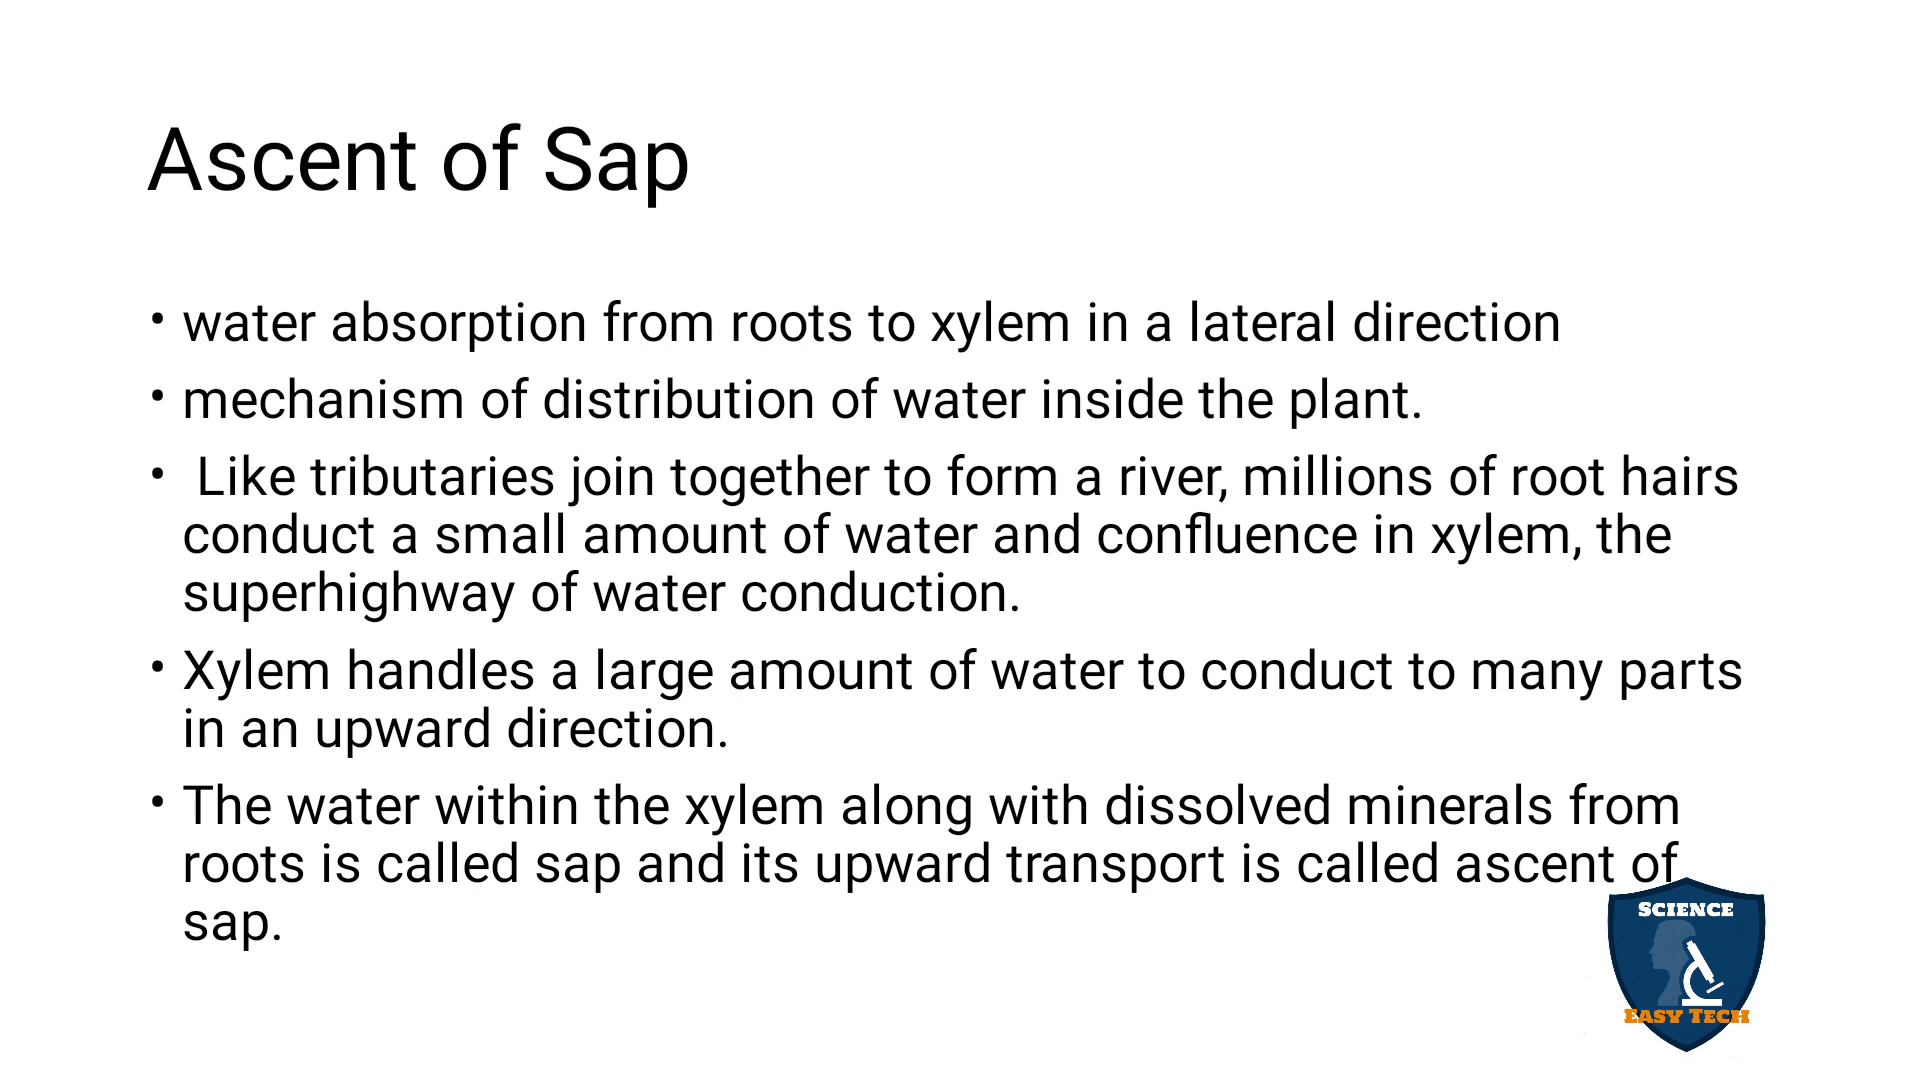 Ascent of Sap
• water absorption from roots to xylem in a lateral direction
• mechanism of distribution of water inside the plant.
• Like tributaries join together to form a river, millions of root hairs
conduct a small amount of water and confluence in xylem, the
superhighway of water conduction.
• Xylem handles a large amount of water to conduct to many parts
in an upward direction.
• The water within the xylem along with dissolved minerals from
roots is called sap and its upward transport is called ascent of
sap.
SCIENCE
EASY TECH